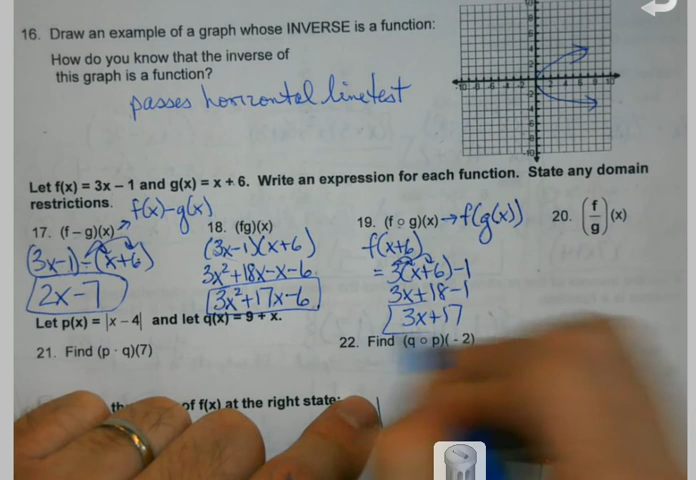 16. Draw an example of a graph whose INVERSE is a function:
How do you know that the inverse of
this graph is a function?
passes horizontal line test
Let f(x) = 3x – 1 and g(x) = x + 6. Write an expression for each function. State any domain
restrictions.
f(x)-g(x)
17. (f – g)(x)
(3x-1)-(x+6)
2x-7
18. (fg)(x)
(3x-1)(x+6)
3x²+18x-x-6
3x²+17x-6
19. (f ∘ g)(x) → f(g(x))
f(x+6)
= 3(x+6)-1
3x+18-1
3x+17
20. (f/g)(x)
Let p(x) = |x – 4| and let q(x) = 9 + x.
21. Find (p · q)(7)
22. Find (q ∘ p)( - 2)
of f(x) at the right state: